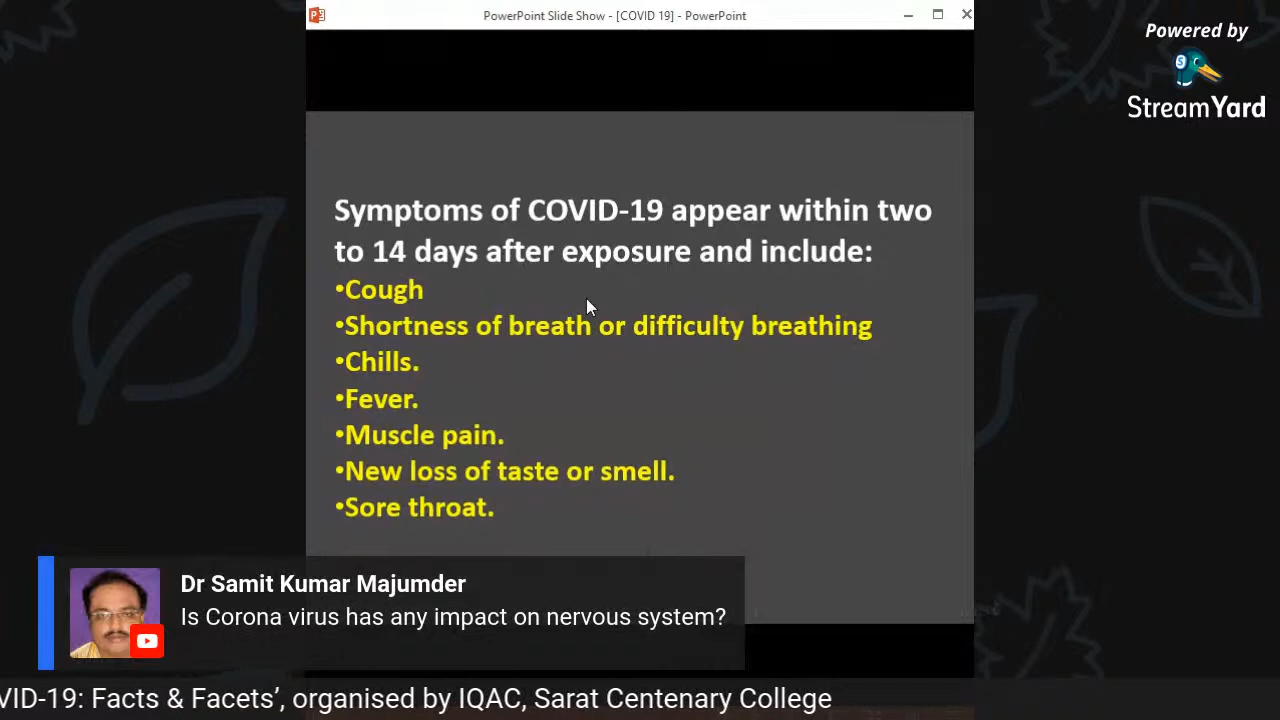 PowerPoint Slide Show - [COVID 19] - PowerPoint
Powered by
StreamYard
Symptoms of COVID-19 appear within two
to 14 days after exposure and include:
•Cough
•Shortness of breath or difficulty breathing
•Chills.
•Fever.
•Muscle pain.
•New loss of taste or smell.
•Sore throat.
Dr Samit Kumar Majumder
Is Corona virus has any impact on nervous system?
VID-19: Facts & Facets’, organised by IQAC, Sarat Centenary College